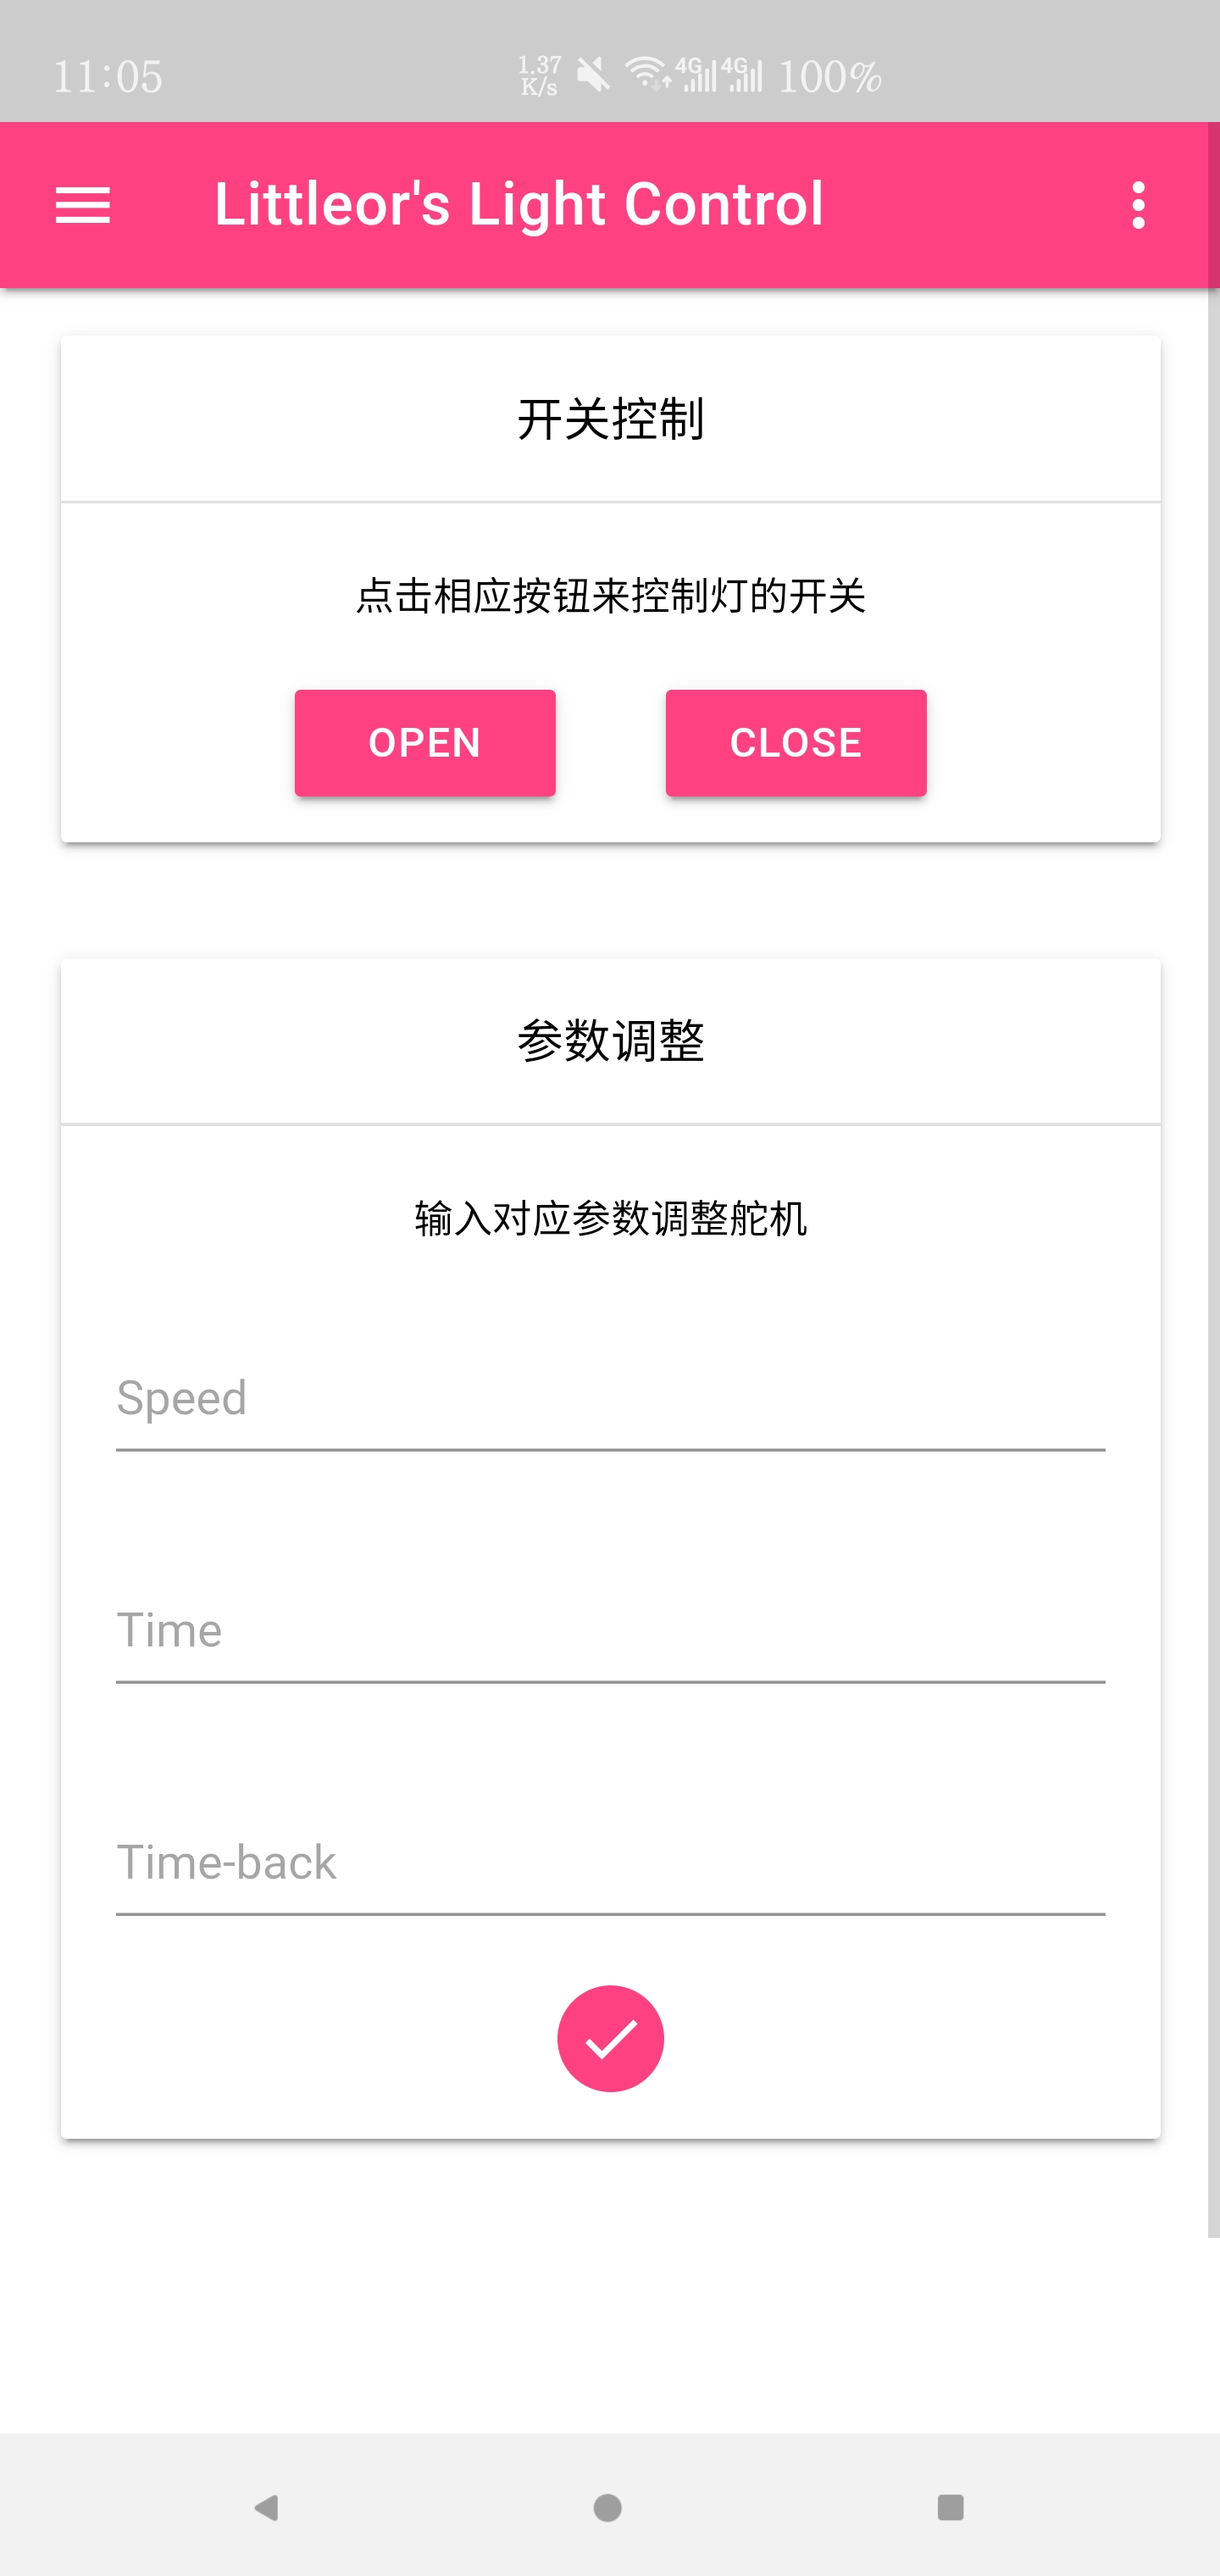 11:05
1.37
K/s
4G 4G 100%
Littleor's Light Control
开关控制
点击相应按钮来控制灯的开关
OPEN CLOSE
参数调整
输入对应参数调整舵机
Speed
Time
Time-back